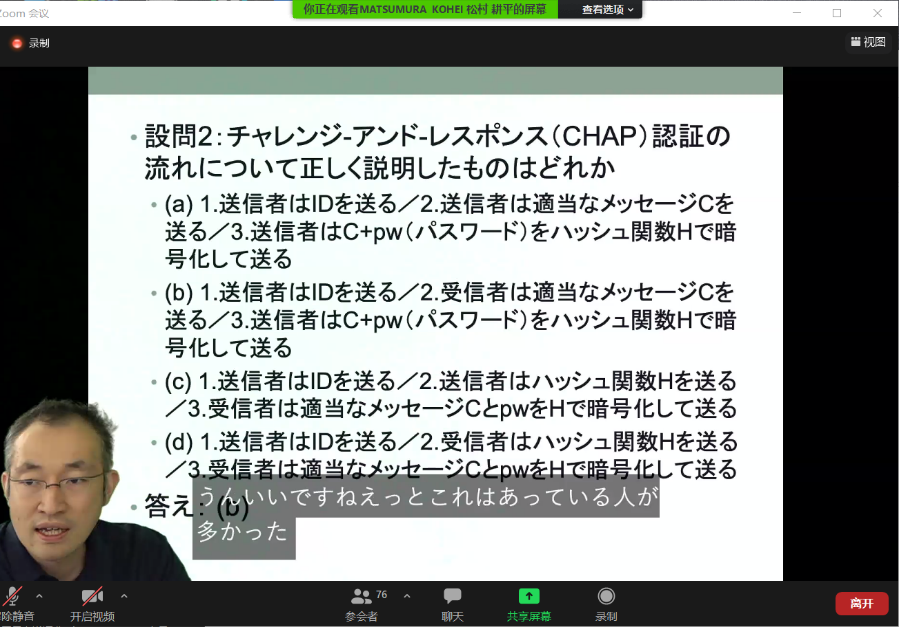 Zoom 会议
你正在观看MATSUMURA KOHEI 松村 耕平的屏幕
查看选项
录制
视图
• 設問2：チャレンジ-アンド-レスポンス（CHAP）認証の
流れについて正しく説明したものはどれか
• (a) 1.送信者はIDを送る／2.送信者は適当なメッセージCを
送る／3.送信者はC+pw（パスワード）をハッシュ関数Hで暗
号化して送る
• (b) 1.送信者はIDを送る／2.受信者は適当なメッセージCを
送る／3.送信者はC+pw（パスワード）をハッシュ関数Hで暗
号化して送る
• (c) 1.送信者はIDを送る／2.送信者はハッシュ関数Hを送る
／3.受信者は適当なメッセージCとpwをHで暗号化して送る
• (d) 1.送信者はIDを送る／2.受信者はハッシュ関数Hを送る
／3.受信者は適当なメッセージCとpwをHで暗号化して送る
• 答え：(b)
うんいいですねえっとこれはあっている人が
多かった
除静音
开启视频
76
参会者
聊天
共享屏幕
录制
离开